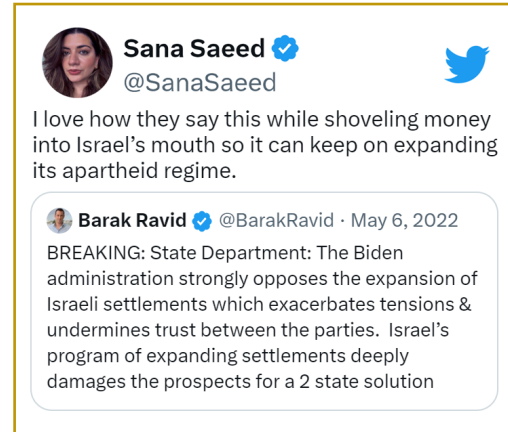 Sana Saeed
@SanaSaeed
I love how they say this while shoveling money
into Israel’s mouth so it can keep on expanding
its apartheid regime.
Barak Ravid @BarakRavid · May 6, 2022
BREAKING: State Department: The Biden
administration strongly opposes the expansion of
Israeli settlements which exacerbates tensions &
undermines trust between the parties.  Israel’s
program of expanding settlements deeply
damages the prospects for a 2 state solution